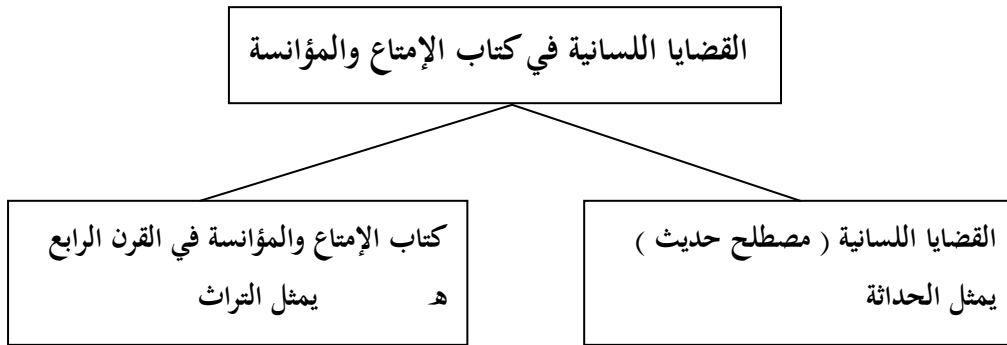 القضايا اللسانية في كتاب الإمتاع والمؤانسة
القضايا اللسانية ( مصطلح حديث )
يمثل الحداثة
كتاب الإمتاع والمؤانسة في القرن الرابع
هـ يمثل التراث